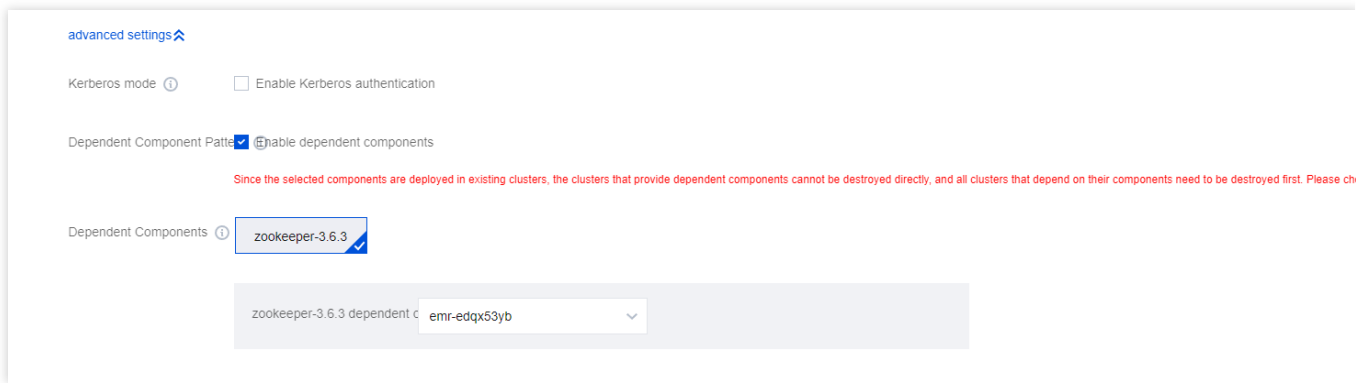 advanced settings
Kerberos mode Enable Kerberos authentication
Dependent Component Patte Enable dependent components
Since the selected components are deployed in existing clusters, the clusters that provide dependent components cannot be destroyed directly, and all clusters that depend on their components need to be destroyed first. Please
Dependent Components zookeeper-3.6.3
zookeeper-3.6.3 dependent emr-edqx53yb